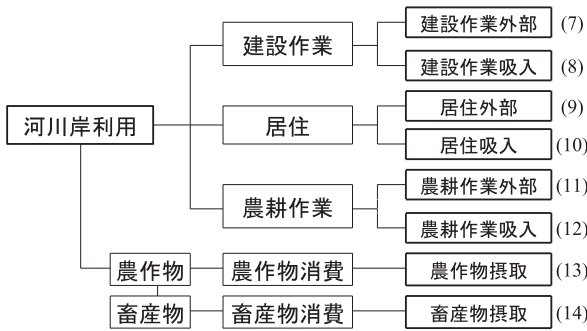 建設作業外部 (7)
建設作業
建設作業吸入 (8)
居住外部 (9)
河川岸利用
居住
居住吸入 (10)
農耕作業外部 (11)
農耕作業
農耕作業吸入 (12)
農作物 農作物消費 農作物摂取 (13)
畜産物 畜産物消費 畜産物摂取 (14)